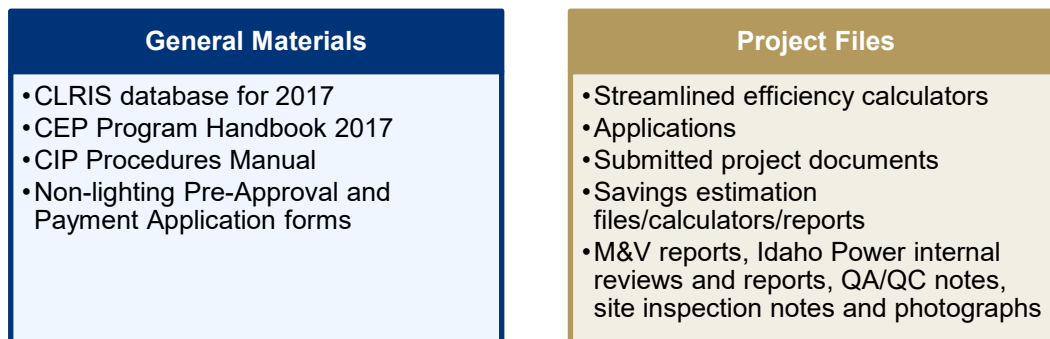 General Materials
•CLRIS database for 2017
•CEP Program Handbook 2017
•CIP Procedures Manual
•Non-lighting Pre-Approval and
Payment Application forms
Project Files
•Streamlined efficiency calculators
•Applications
•Submitted project documents
•Savings estimation
files/calculators/reports
•M&V reports, Idaho Power internal
reviews and reports, QA/QC notes,
site inspection notes and photographs